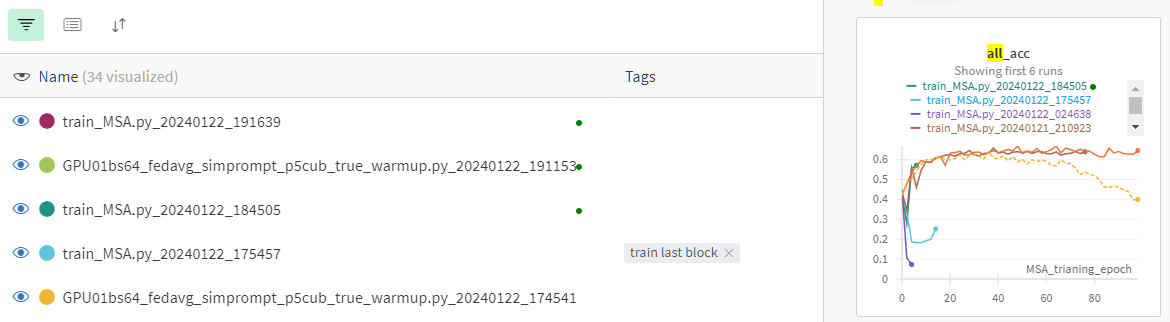 Name (34 visualized)
Tags
train_MSA.py_20240122_191639
GPU01bs64_fedavg_simprompt_p5cub_true_warmup.py_20240122_191153
train_MSA.py_20240122_184505
train_MSA.py_20240122_175457
train last block
GPU01bs64_fedavg_simprompt_p5cub_true_warmup.py_20240122_174541
all_acc
Showing first 6 runs
train_MSA.py_20240122_184505
train_MSA.py_20240122_175457
train_MSA.py_20240122_024638
train_MSA.py_20240121_210923
0.6
0.5
0.4
0.3
0.2
0.1
0
MSA_trianing_epoch
0 20 40 60 80